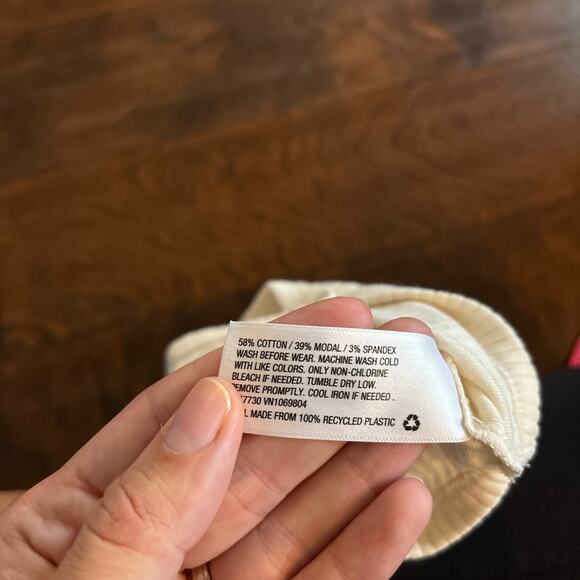 58% COTTON / 39% MODAL / 3% SPANDEX
WASH BEFORE WEAR. MACHINE WASH COLD
WITH LIKE COLORS. ONLY NON-CHLORINE
BLEACH IF NEEDED. TUMBLE DRY LOW.
REMOVE PROMPTLY. COOL IRON IF NEEDED .
7730 VN1069804
MADE FROM 100% RECYCLED PLASTIC